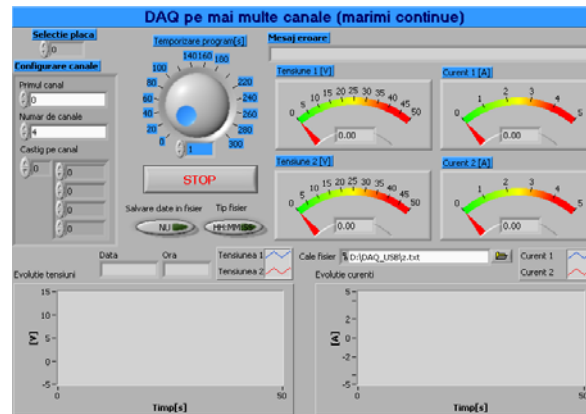 DAQ pe mai multe canale (marimi continue)
Selectie placa
0
Configurare canale
Primul canal
0
Numar de canale
4
Castig pe canal
0
0
0
0
0
Temporizare program[s]
0 20 40 60 80 100 120 140 160 180 220 240 260 280 300
1
STOP
Salvare date in fisier
Tip fisier
NU
HH:MM:SS
Mesaj eroare
Tensiune 1 [V]
0 5 10 15 20 25 30 35 40 45 50
0.00
Curent 1 [A]
0 1 2 3 4 5
0.00
Tensiune 2 [V]
0 5 10 15 20 25 30 35 40 45 50
0.00
Curent 2 [A]
0 1 2 3 4 5
0.00
Data
Ora
Tensiunea 1
Tensiunea 2
Evolutie tensiuni
15
10
5
0
-5
[V]
0
50
Timp[s]
Cale fisier
D:\DAQ_USB\z.txt
Curent 1
Curent 2
Evolutie curenti
5
2
0
-2
-5
[A]
0
50
Timp[s]